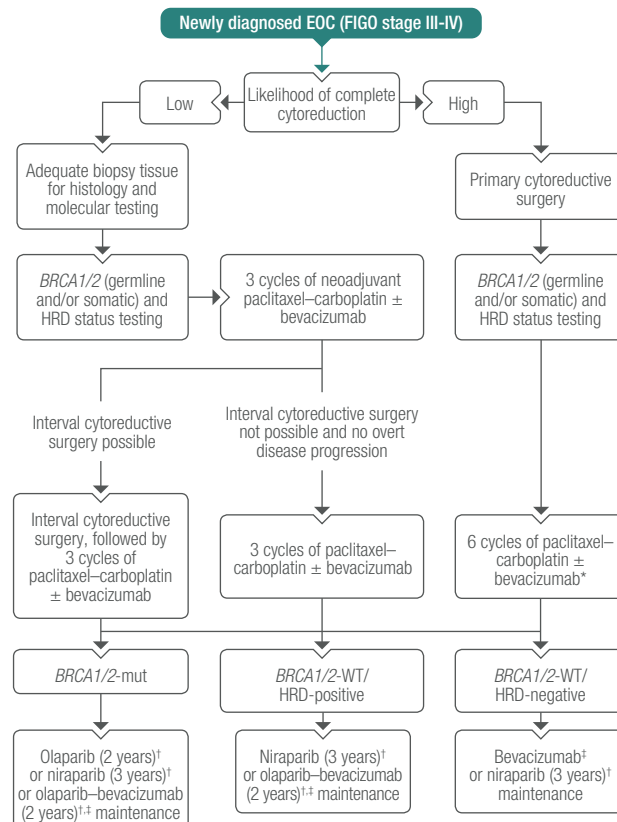 Newly diagnosed EOC (FIGO stage III-IV)
Low
Likelihood of complete
cytoreduction
High
Adequate biopsy tissue
for histology and
molecular testing
Primary cytoreductive
surgery
BRCA1/2 (germline
and/or somatic) and
HRD status testing
3 cycles of neoadjuvant
paclitaxel–carboplatin ±
bevacizumab
BRCA1/2 (germline
and/or somatic) and
HRD status testing
Interval cytoreductive
surgery possible
Interval cytoreductive surgery
not possible and no overt
disease progression
Interval cytoreductive
surgery, followed by
3 cycles of
paclitaxel–carboplatin
± bevacizumab
3 cycles of paclitaxel–
carboplatin ± bevacizumab
6 cycles of paclitaxel–
carboplatin ±
bevacizumab*
BRCA1/2-mut
BRCA1/2-WT/
HRD-positive
BRCA1/2-WT/
HRD-negative
Olaparib (2 years)†
or niraparib (3 years)†
or olaparib–bevacizumab
(2 years)†,‡ maintenance
Niraparib (3 years)†
or olaparib–bevacizumab
(2 years)†,‡ maintenance
Bevacizumab‡
or niraparib (3 years)†
maintenance